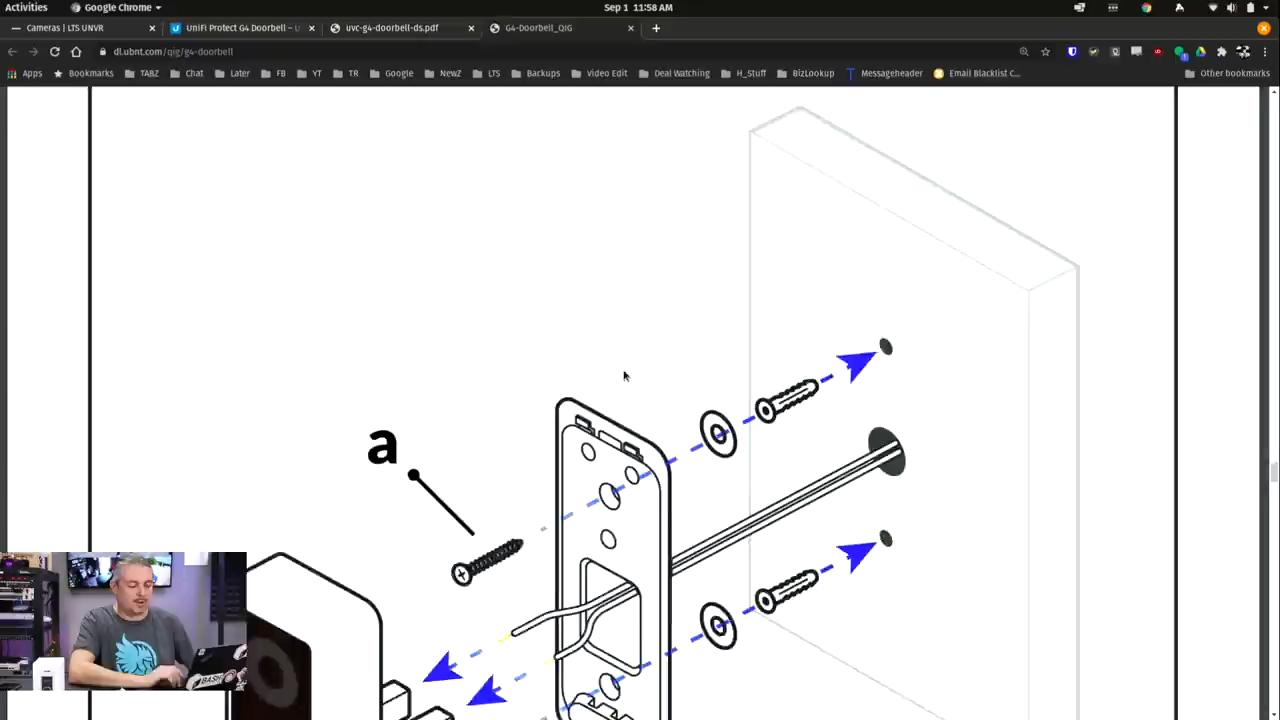 Activities
Google Chrome
Sep 1 11:58 AM
Cameras | LTS UNVR
UniFi Protect G4 Doorbell – U
uvc-g4-doorbell-ds.pdf
G4-Doorbell_QIG
dl.ubnt.com/qig/g4-doorbell
Apps
Bookmarks
TABZ
Chat
Later
FB
YT
TR
Google
NewZ
LTS
Backups
Video Edit
Deal Watching
H_Stuff
BizLookup
Messageheader
Email Blacklist C...
Other bookmarks
a
BASH